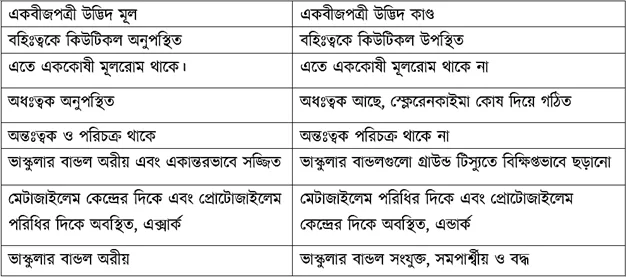 একবীজপত্রী উদ্ভিদ মূল	একবীজপত্রী উদ্ভিদ কাণ্ড
বহিঃত্বকে কিউটিকল অনুপস্থিত	বহিঃত্বকে কিউটিকল উপস্থিত
এতে এককোষী মূলরোম থাকে।	এতে এককোষী মূলরোম থাকে না
অধঃত্বক অনুপস্থিত	অধঃত্বক আছে, স্ক্লেরেনকাইমা কোষ দিয়ে গঠিত
অন্তঃত্বক ও পরিচক্র থাকে	অন্তঃত্বক পরিচক্র থাকে না
ভাস্কুলার বান্ডল অরীয় এবং একান্তরভাবে সজ্জিত	ভাস্কুলার বান্ডলগুলো গ্রাউন্ড টিস্যুতে বিক্ষিপ্তভাবে ছড়ানো
মেটাজাইলেম কেন্দ্রের দিকে এবং প্রোটোজাইলেম	মেটাজাইলেম পরিধির দিকে এবং প্রোটোজাইলেম
পরিধির দিকে অবস্থিত, এক্সার্ক	কেন্দ্রের দিকে অবস্থিত, এন্ডার্ক
ভাস্কুলার বান্ডল অরীয়	ভাস্কুলার বান্ডল সংযুক্ত, সমপার্শ্বীয় ও বদ্ধ